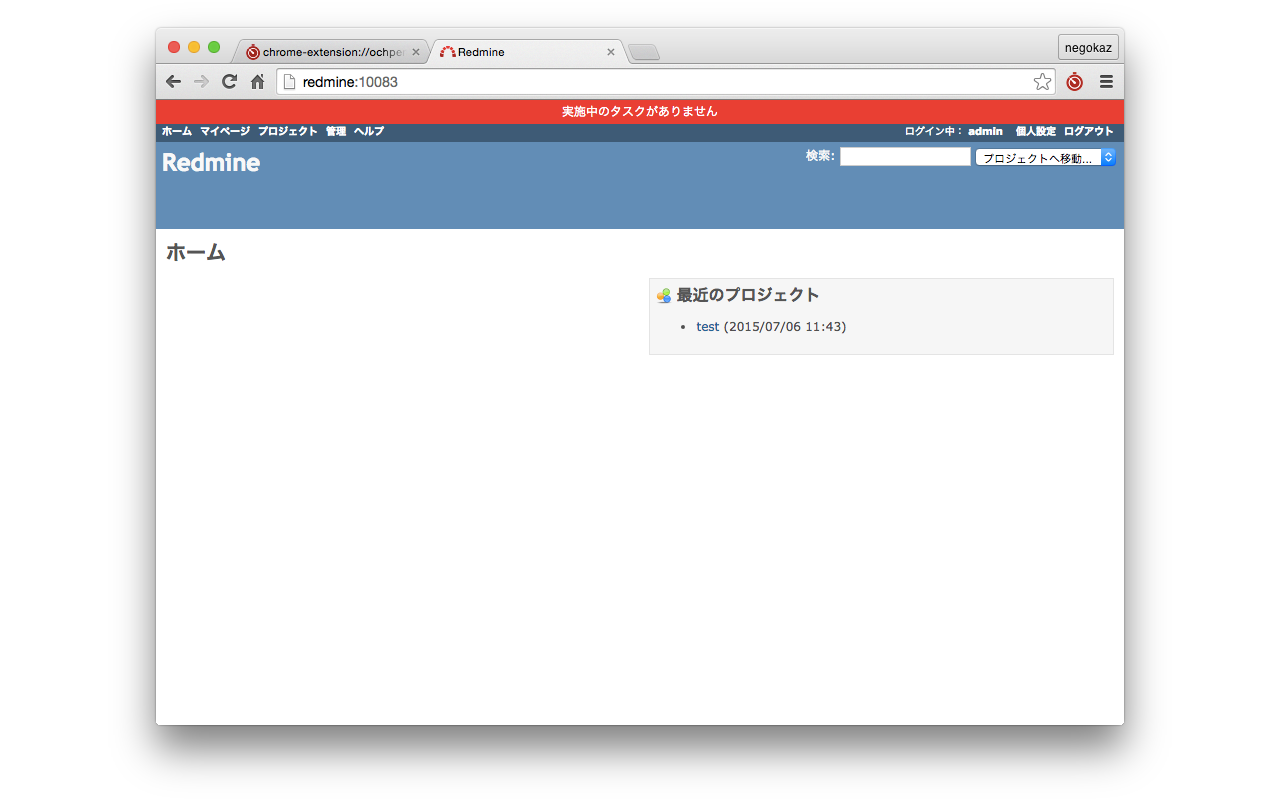 chrome-extension://ochpe
Redmine
negokaz
redmine:10083
実施中のタスクがありません
ホーム マイページ プロジェクト 管理 ヘルプ
ログイン中： admin 個人設定 ログアウト
Redmine
検索:
プロジェクトへ移動...
ホーム
最近のプロジェクト
test (2015/07/06 11:43)